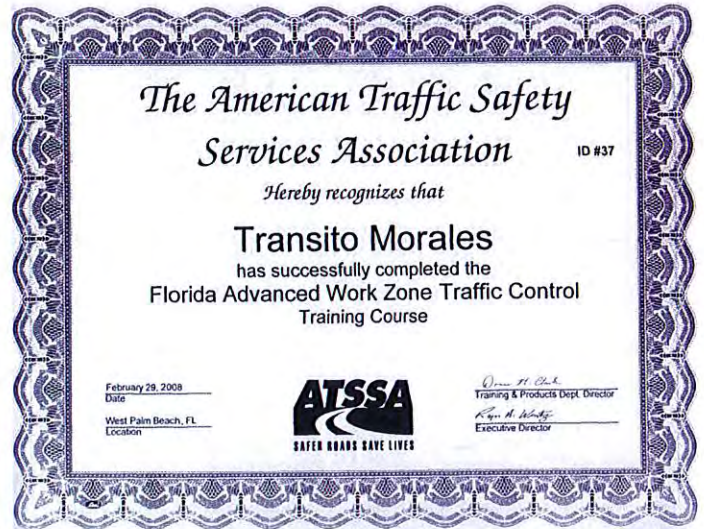 The American Traffic Safety
Services Association
ID #37
Hereby recognizes that
Transito Morales
has successfully completed the
Florida Advanced Work Zone Traffic Control
Training Course
February 29, 2008
Date
West Palm Beach, FL
Location
ATSSA
SAFER ROADS SAVE LIVES
Training & Products Dept. Director
Executive Director